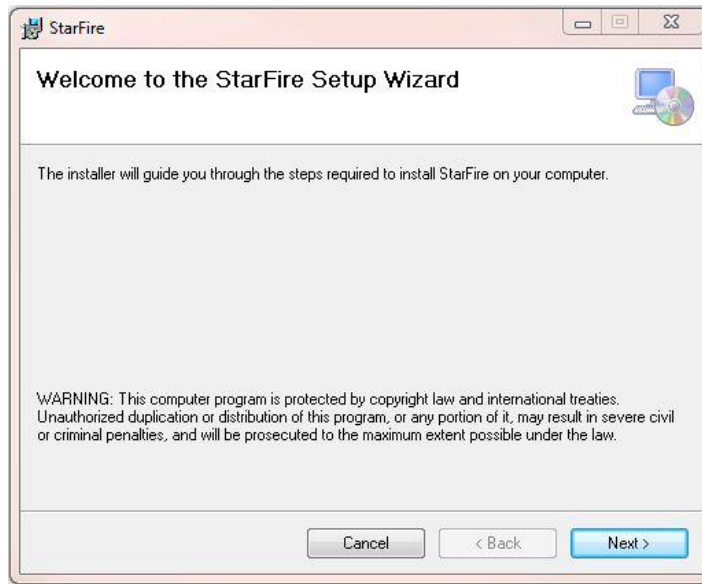 StarFire
Welcome to the StarFire Setup Wizard
The installer will guide you through the steps required to install StarFire on your computer.
WARNING: This computer program is protected by copyright law and international treaties.
Unauthorized duplication or distribution of this program, or any portion of it, may result in severe civil
or criminal penalties, and will be prosecuted to the maximum extent possible under the law.
Cancel
< Back
Next >